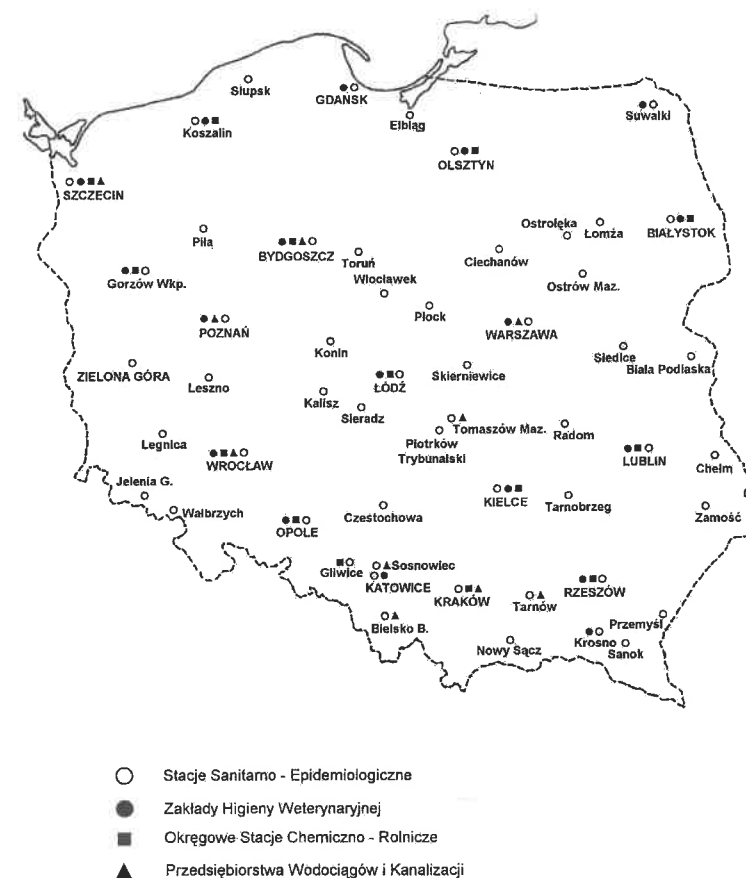 Słupsk
GDAŃSK
Elbląg
Suwałki
Koszalin
OLSZTYN
SZCZECIN
Ostrołęka
Łomża
BIAŁYSTOK
Piła
BYDGOSZCZ
Toruń
Ciechanów
Włocławek
Ostrów Maz.
Gorzów Wkp.
Płock
POZNAŃ
WARSZAWA
Konin
Siedlce
Biała Podlaska
ZIELONA GÓRA
Leszno
ŁÓDŹ
Skierniewice
Kalisz
Sieradz
Tomaszów Maz.
Piotrków
Trybunalski
Radom
Legnica
WROCŁAW
LUBLIN
Chełm
Jelenia G.
Wałbrzych
KIELCE
Tarnobrzeg
Zamość
Częstochowa
OPOLE
Gliwice
Sosnowiec
KATOWICE
KRAKÓW
Tarnów
RZESZÓW
Przemyśl
Bielsko B.
Nowy Sącz
Krosno
Sanok
Stacje Sanitarno - Epidemiologiczne
Zakłady Higieny Weterynaryjnej
Okręgowe Stacje Chemiczno - Rolnicze
Przedsiębiorstwa Wodociągów i Kanalizacji